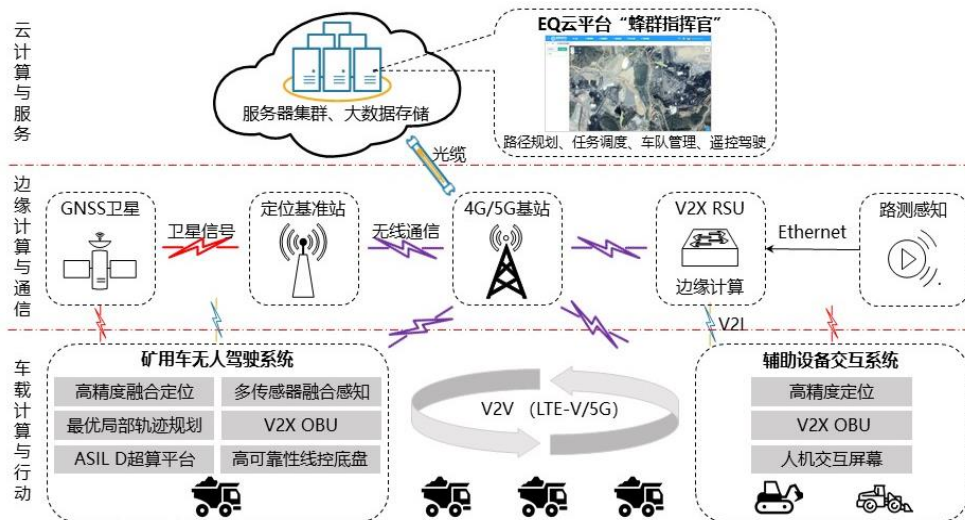 云计算与服务
EQ云平台“蜂群指挥官”
服务器集群、大数据存储
路径规划、任务调度、车队管理、遥控驾驶
光缆
边缘计算与通信
GNSS卫星
卫星信号
定位基准站
无线通信
4G/5G基站
V2X RSU
边缘计算
Ethernet
路测感知
V2I
车载计算与行动
矿用车无人驾驶系统
高精度融合定位
多传感器融合感知
最优局部轨迹规划
V2X OBU
ASIL D超算平台
高可靠性线控底盘
V2V （LTE-V/5G）
辅助设备交互系统
高精度定位
V2X OBU
人机交互屏幕